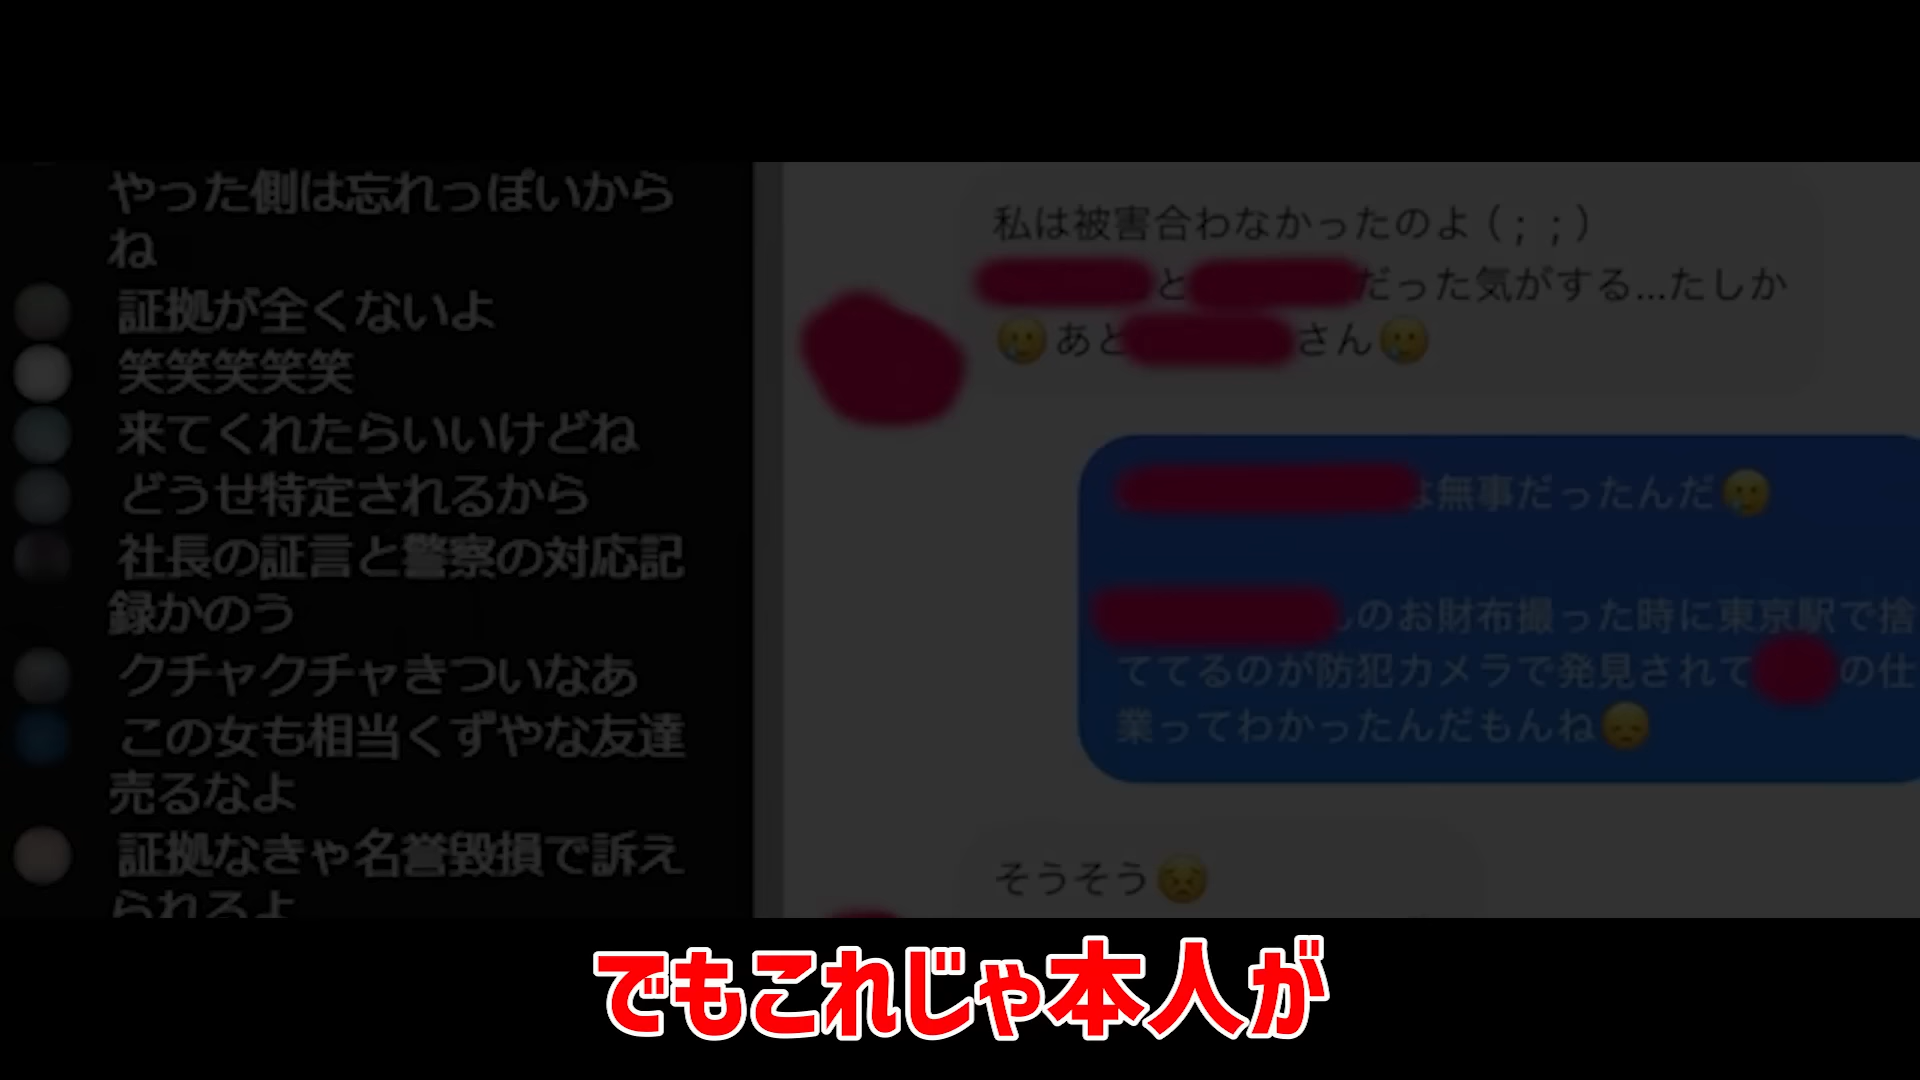 やった側は忘れっぽいから
ね
証拠が全くないよ
笑笑笑笑笑
来てくれたらいいけどね
どうせ特定されるから
社長の証言と警察の対応記
録かのう
クチャクチャきついなあ
この女も相当くずやな友達
売るなよ
証拠なきゃ名誉毀損で訴え
られるよ
私は被害合わなかったのよ(；；)
とだった気がする...たしか
🥲あとさん🥲
は無事だったんだ🥲
のお財布撮った時に東京駅で捨
ててるのが防犯カメラで発見されての仕
業ってわかったんだもんね😞
そうそう😣
でもこれじゃ本人が